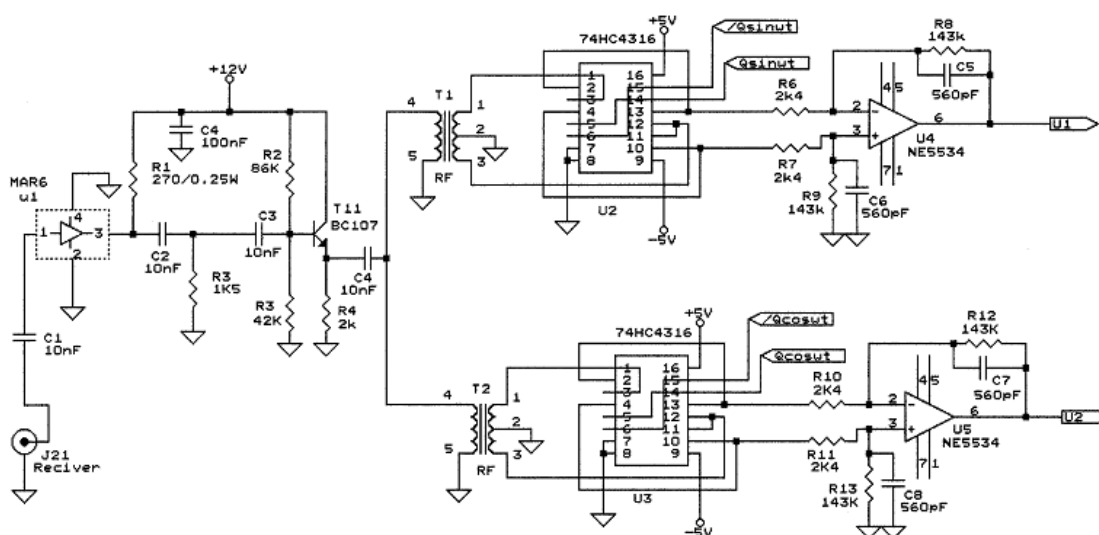 +12V
C4
100nF
R1
270/0.25W
R2
86K
MAR6
u1
1
4
3
2
C2
10nF
C3
10nF
T11
BC107
R3
1K5
R3
42K
R4
2k
C4
10nF
C1
10nF
J21
Reciver
T1
4
5
1
2
3
RF
74HC4316
+5V
/Qsinwt
Qsinwt
1
2
3
4
5
6
7
8
16
15
14
13
12
11
10
9
U2
-5V
R6
2k4
R7
2k4
R8
143k
C5
560pF
2
3
4
5
6
7
1
U4
NE5534
R9
143k
C6
560pF
U1
T2
4
5
1
2
3
RF
74HC4316
+5V
/Qcoswt
Qcoswt
1
2
3
4
5
6
7
8
16
15
14
13
12
11
10
9
U3
-5V
R10
2K4
R11
2K4
R12
143K
C7
560pF
2
3
4
5
6
7
1
U5
NE5534
R13
143K
C8
560pF
U2